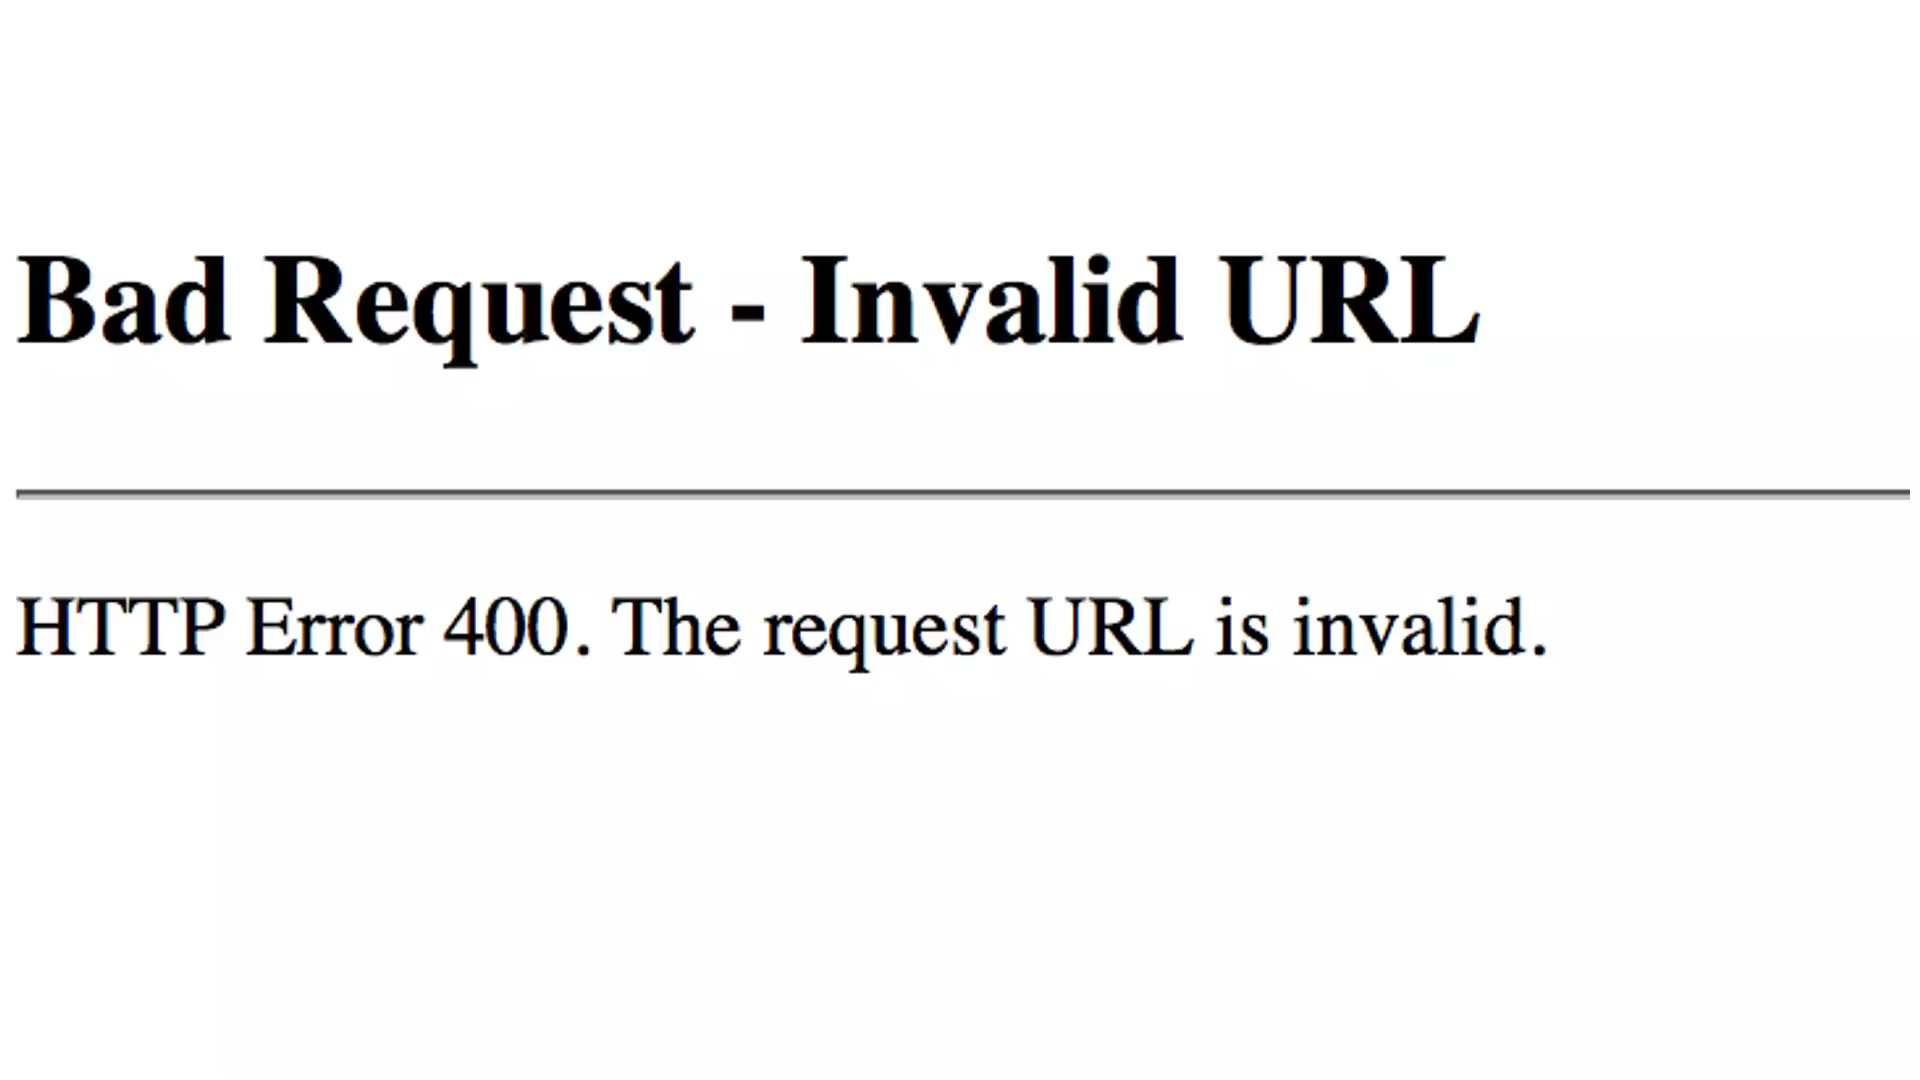 Bad Request - Invalid URL
HTTP Error 400. The request URL is invalid.